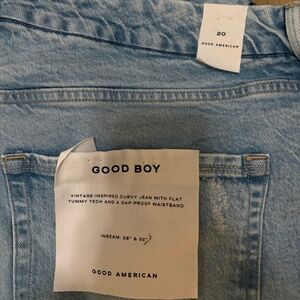 20
GOOD AMERICAN
GOOD BOY
VINTAGE-INSPIRED CURVY JEAN WITH FLAT
TUMMY TECH AND A GAP-PROOF WAISTBAND
INSEAM: 28" & 32"
GOOD AMERICAN